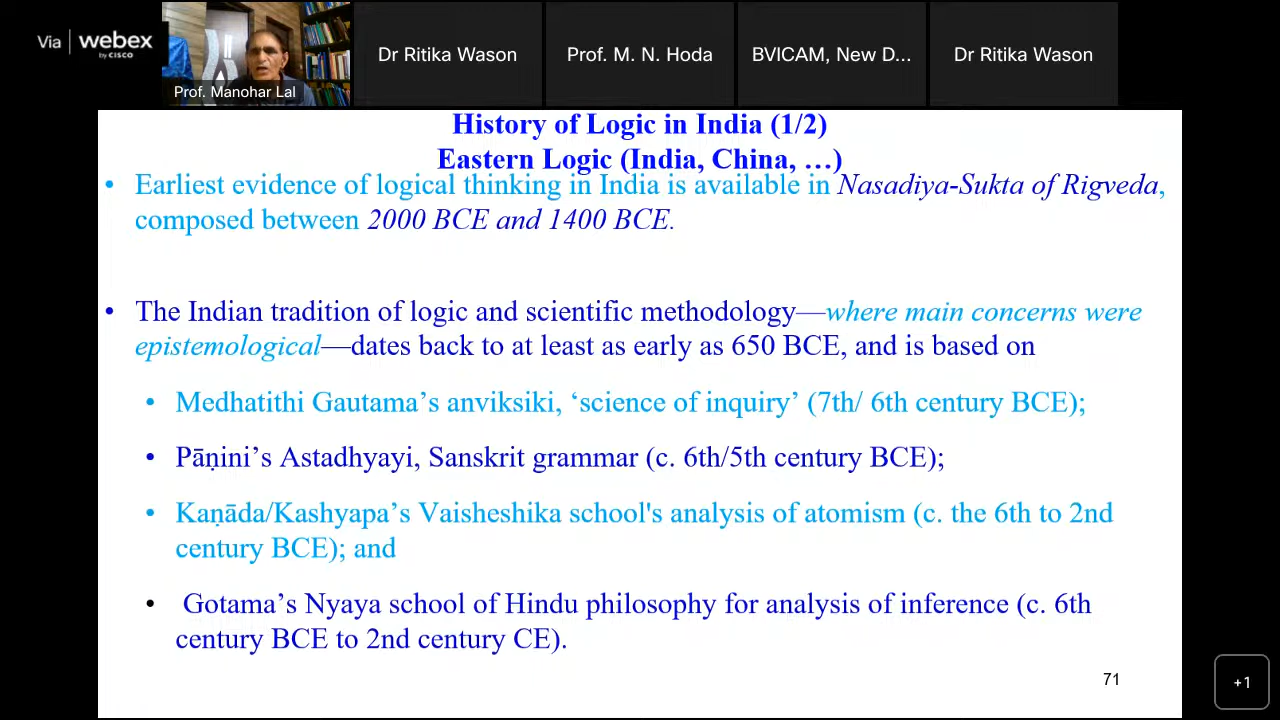 Via | webex
by CISCO
Prof. Manohar Lal
Dr Ritika Wason
Prof. M. N. Hoda
BVICAM, New D...
Dr Ritika Wason
History of Logic in India (1/2)
Eastern Logic (India, China, …)
• Earliest evidence of logical thinking in India is available in Nasadiya-Sukta of Rigveda,
composed between 2000 BCE and 1400 BCE.
• The Indian tradition of logic and scientific methodology—where main concerns were
epistemological—dates back to at least as early as 650 BCE, and is based on
• Medhatithi Gautama’s anviksiki, ‘science of inquiry’ (7th/ 6th century BCE);
• Pāṇini’s Astadhyayi, Sanskrit grammar (c. 6th/5th century BCE);
• Kaṇāda/Kashyapa’s Vaisheshika school's analysis of atomism (c. the 6th to 2nd
century BCE); and
• Gotama’s Nyaya school of Hindu philosophy for analysis of inference (c. 6th
century BCE to 2nd century CE).
71
+1